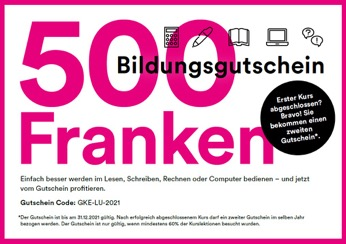 500
Bildungsgutschein
Franken
Erster Kurs
abgeschlossen?
Bravo! Sie
bekommen einen
zweiten
Gutschein*.
Einfach besser werden im Lesen, Schreiben, Rechnen oder Computer bedienen – und jetzt
vom Gutschein profitieren.
Gutschein Code: GKE-LU-2021
*Der Gutschein ist bis am 31.12.2021 gültig. Nach erfolgreich abgeschlossenem Kurs darf ein zweiter Gutschein im selben Jahr
bezogen werden. Der Gutschein ist nur gültig, wenn mindestens 60% der Kurslektionen besucht wurden.